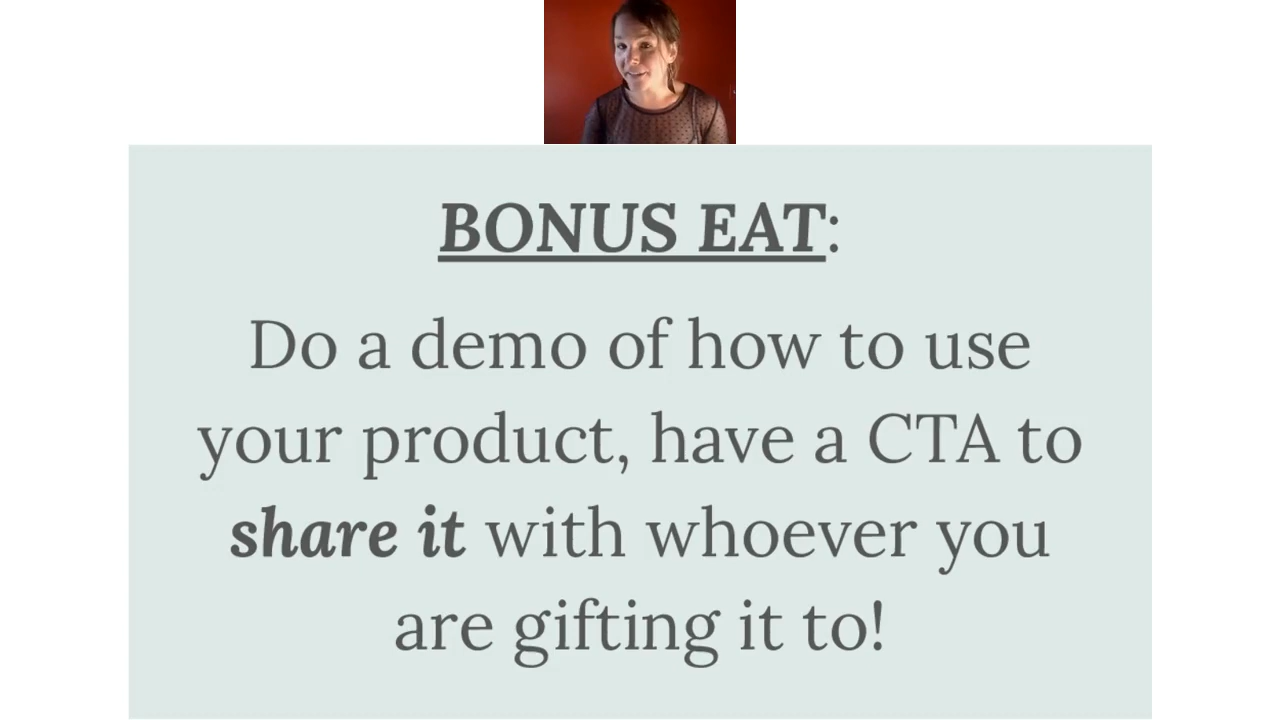 BONUS EAT:
Do a demo of how to use
your product, have a CTA to
share it with whoever you
are gifting it to!